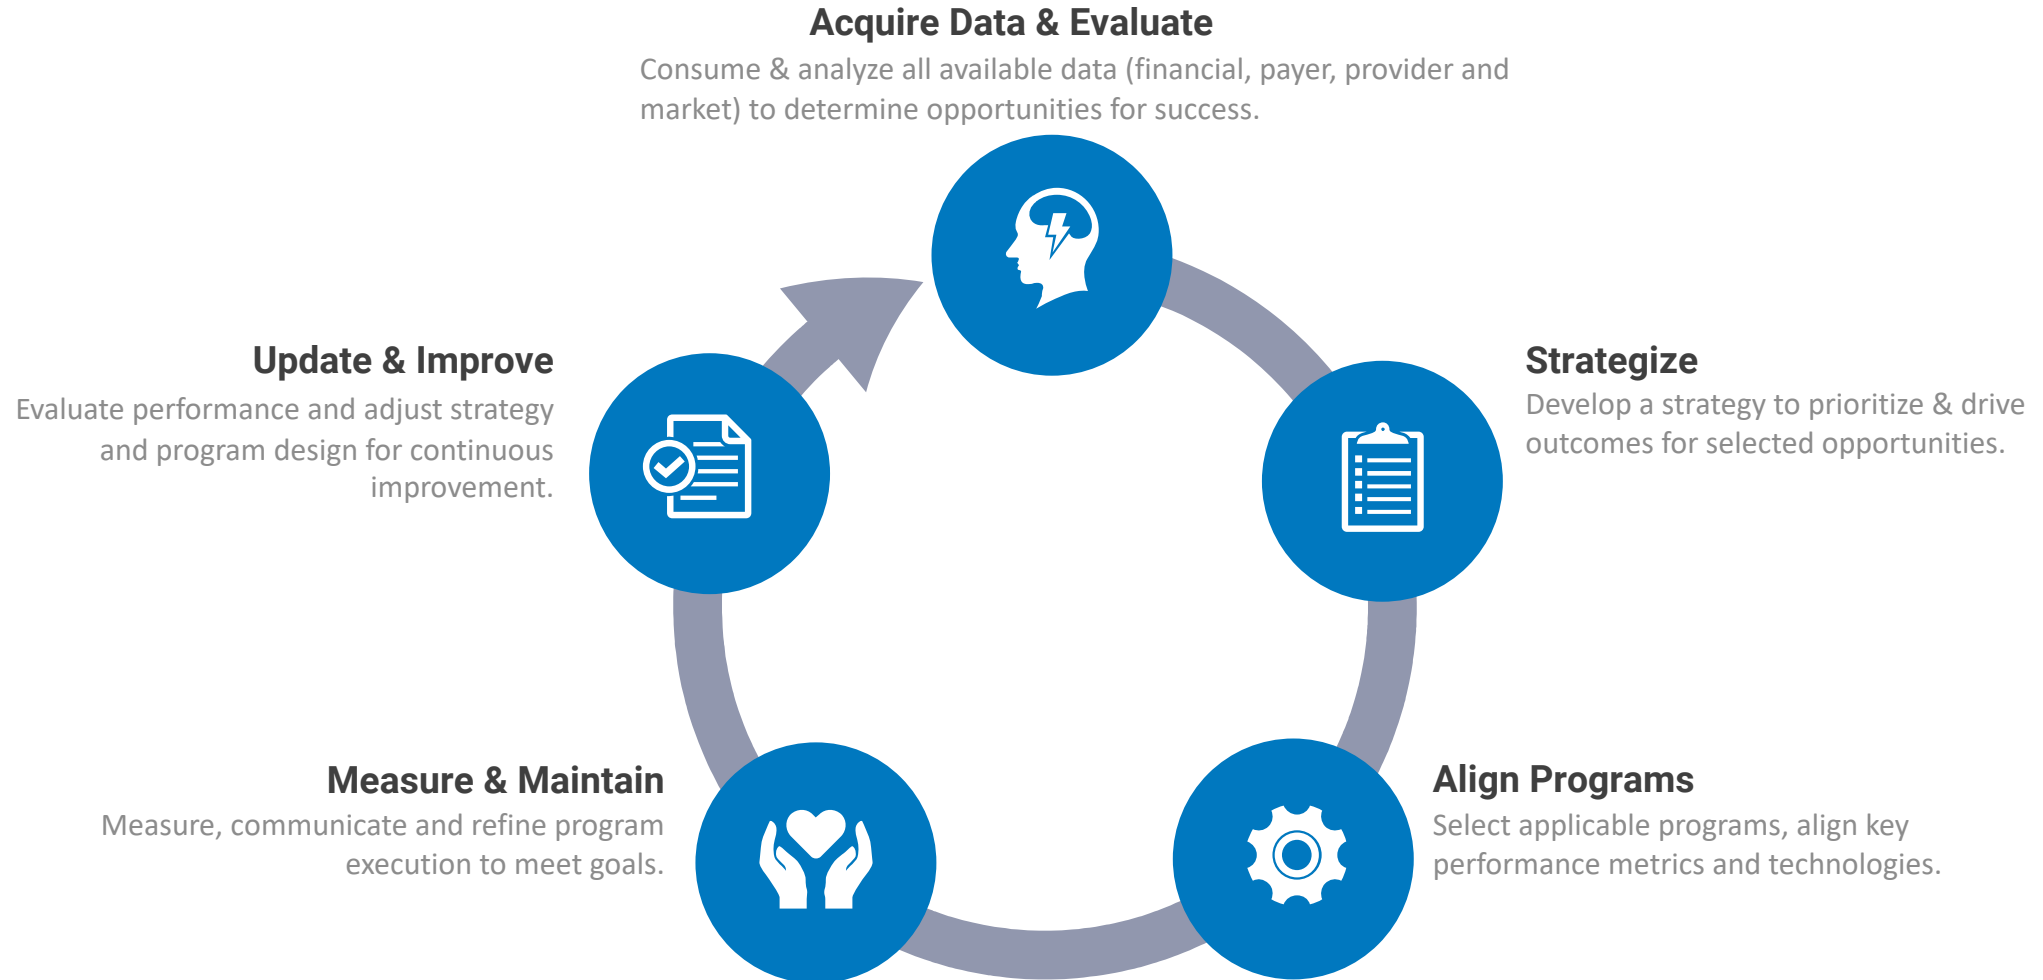 Acquire Data & Evaluate
Consume & analyze all available data (financial, payer, provider and
market) to determine opportunities for success.
Strategize
Develop a strategy to prioritize & drive
outcomes for selected opportunities.
Align Programs
Select applicable programs, align key
performance metrics and technologies.
Measure & Maintain
Measure, communicate and refine program
execution to meet goals.
Update & Improve
Evaluate performance and adjust strategy
and program design for continuous
improvement.